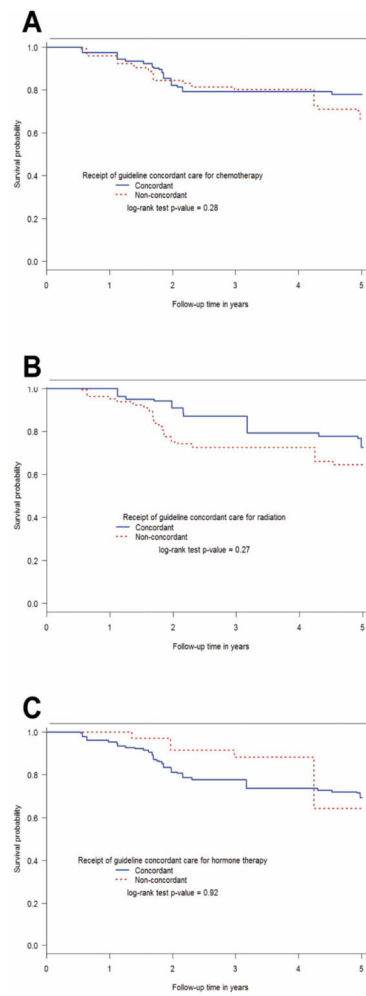 A
1.0
0.8
0.6
0.4
0.2
0.0
Survival probability
Receipt of guideline concordant care for chemotherapy
Concordant
Non-concordant
log-rank test p-value = 0.28
0 1 2 3 4 5
Follow-up time in years
B
1.0
0.8
0.6
0.4
0.2
0.0
Survival probability
Receipt of guideline concordant care for radiation
Concordant
Non-concordant
log-rank test p-value = 0.27
0 1 2 3 4 5
Follow-up time in years
C
1.0
0.8
0.6
0.4
0.2
0.0
Survival probability
Receipt of guideline concordant care for hormone therapy
Concordant
Non-concordant
log-rank test p-value = 0.92
0 1 2 3 4 5
Follow-up time in years